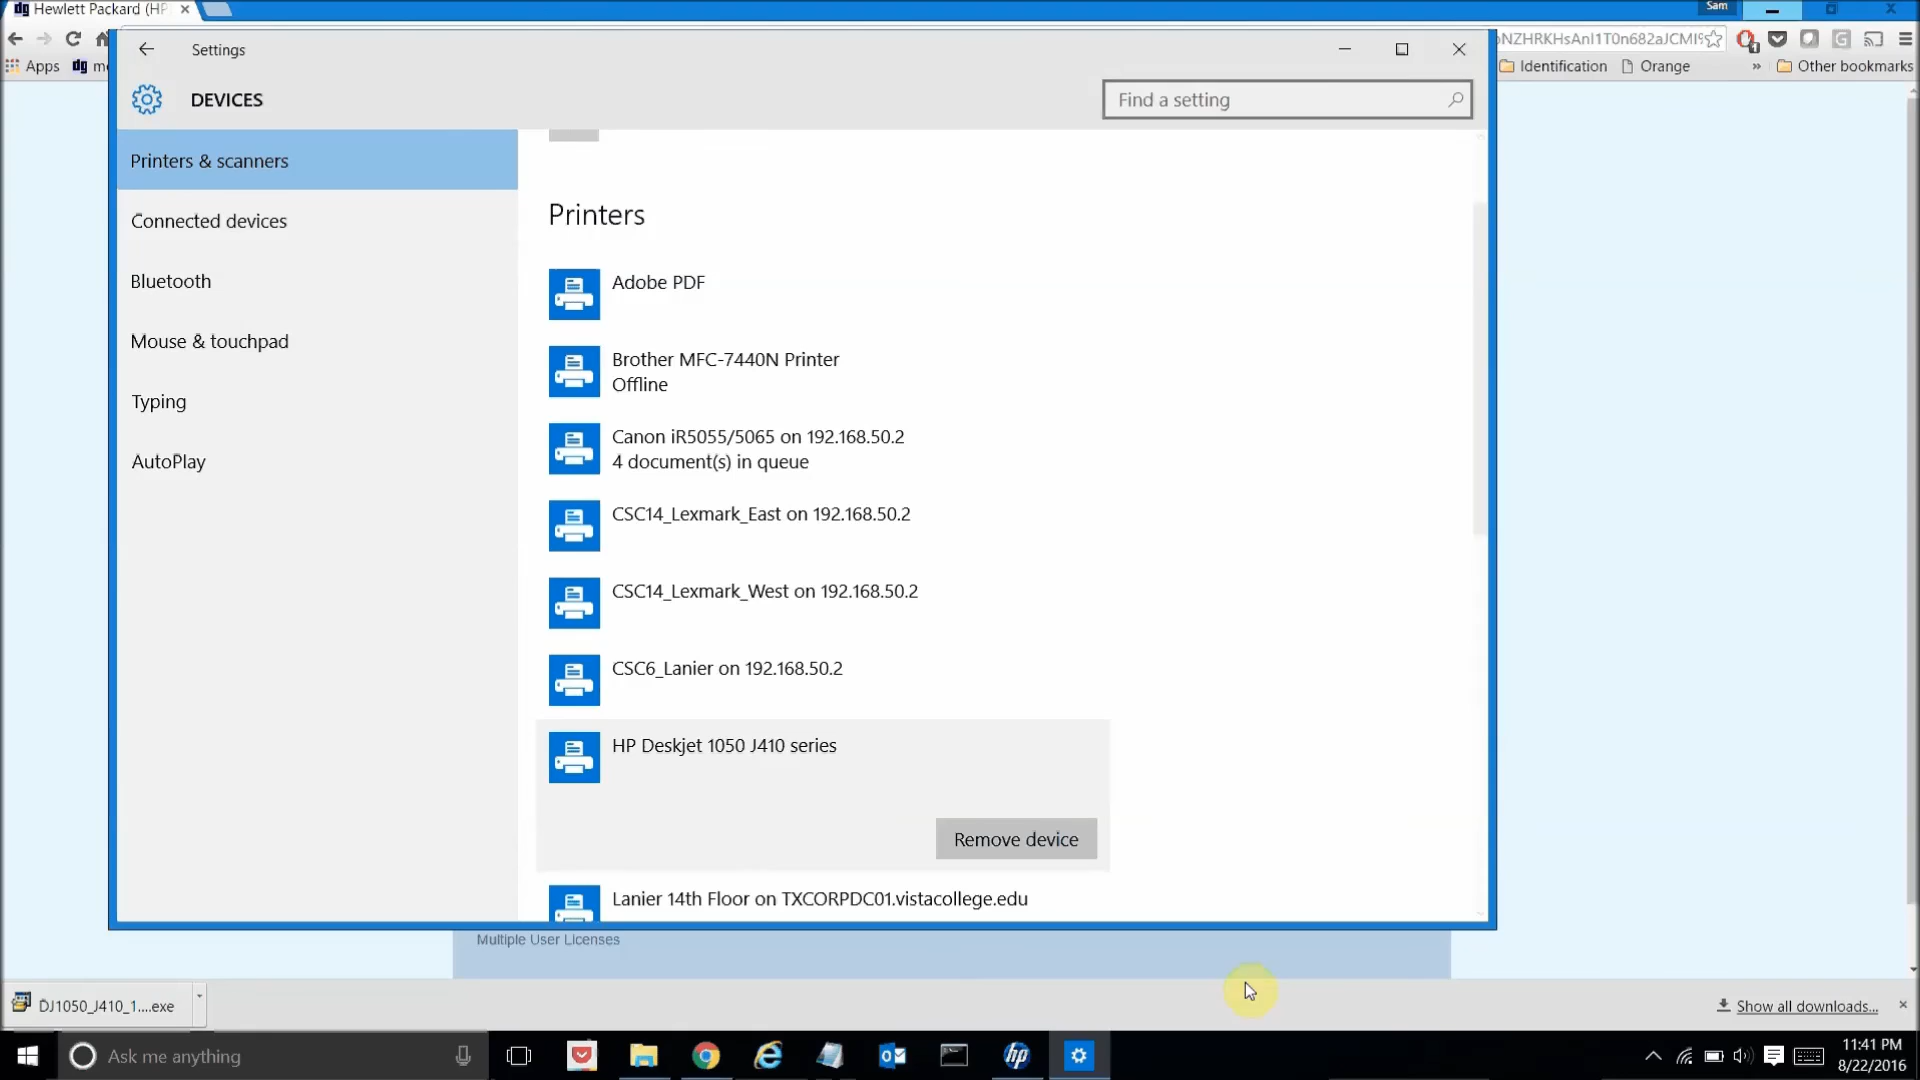 Hewlett Packard (HP
Sam
Settings
Identification
Orange
»
Other bookmarks
Apps
DEVICES
Find a setting
Printers & scanners
Connected devices
Bluetooth
Mouse & touchpad
Typing
AutoPlay
Printers
Adobe PDF
Brother MFC-7440N Printer
Offline
Canon iR5055/5065 on 192.168.50.2
4 document(s) in queue
CSC14_Lexmark_East on 192.168.50.2
CSC14_Lexmark_West on 192.168.50.2
CSC6_Lanier on 192.168.50.2
HP Deskjet 1050 J410 series
Remove device
Lanier 14th Floor on TXCORPDC01.vistacollege.edu
Multiple User Licenses
DJ1050_J410_1....exe
Show all downloads...
Ask me anything
11:41 PM
8/22/2016